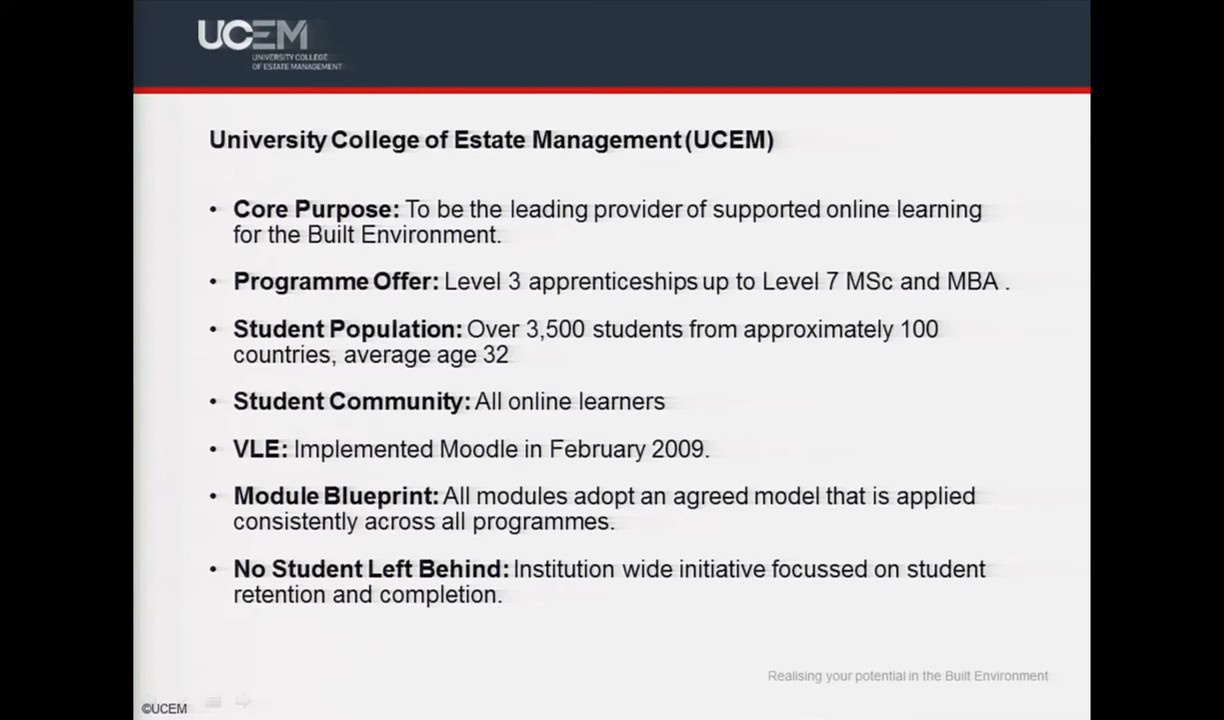 UCEM
UNIVERSITY COLLEGE
OF ESTATE MANAGEMENT
University College of Estate Management (UCEM)
• Core Purpose: To be the leading provider of supported online learning
for the Built Environment.
• Programme Offer: Level 3 apprenticeships up to Level 7 MSc and MBA .
• Student Population: Over 3,500 students from approximately 100
countries, average age 32
• Student Community: All online learners
• VLE: Implemented Moodle in February 2009.
• Module Blueprint: All modules adopt an agreed model that is applied
consistently across all programmes.
• No Student Left Behind: Institution wide initiative focussed on student
retention and completion.
Realising your potential in the Built Environment
©UCEM